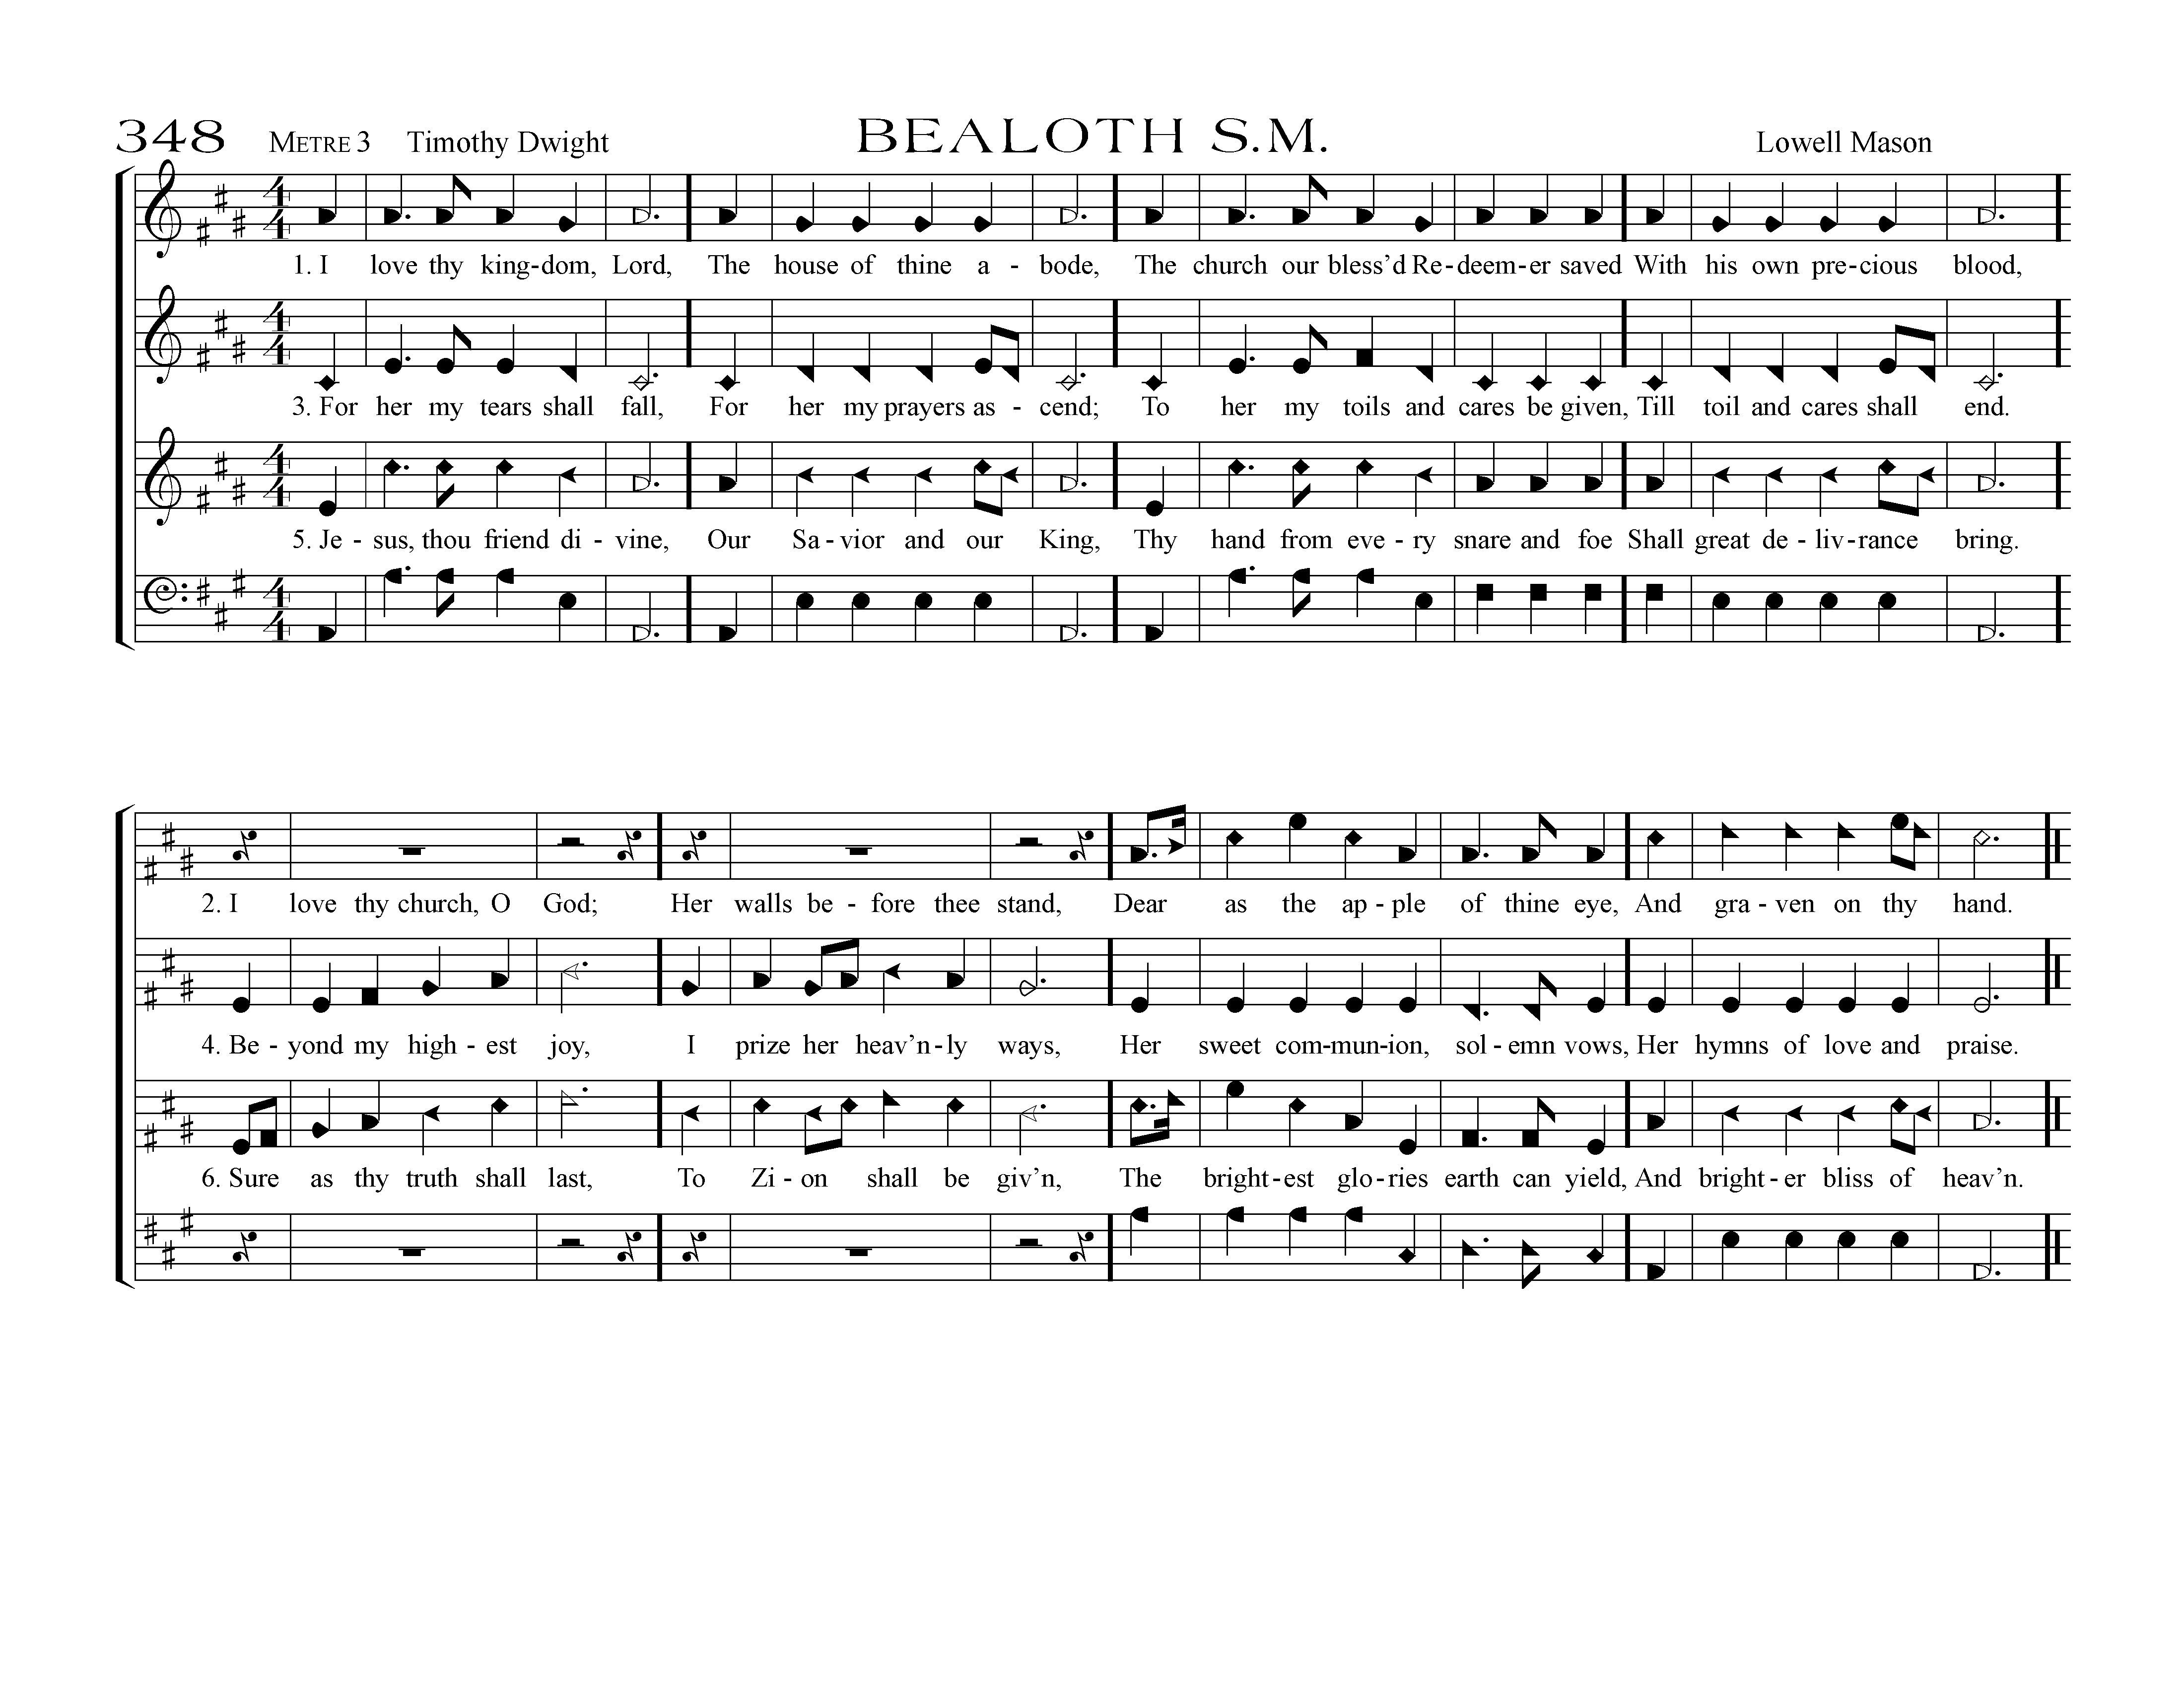 348 METRE 3 Timothy Dwight BEALOTH S.M. Lowell Mason
4 4
1. I love thy king-dom, Lord, The house of thine a - bode, The church our bless’d Re-deem-er saved With his own pre-cious blood,
4 4
3. For her my tears shall fall, For her my prayers as - cend; To her my toils and cares be given, Till toil and cares shall end.
4 4
5. Je - sus, thou friend di - vine, Our Sa - vior and our King, Thy hand from eve - ry snare and foe Shall great de - liv-rance bring.
4 4
2. I love thy church, O God; Her walls be - fore thee stand, Dear as the ap - ple of thine eye, And gra - ven on thy hand.
4. Be - yond my high - est joy, I prize her heav’n-ly ways, Her sweet com-mun-ion, sol - emn vows, Her hymns of love and praise.
6. Sure as thy truth shall last, To Zi - on shall be giv’n, The bright-est glo-ries earth can yield, And bright-er bliss of heav’n.